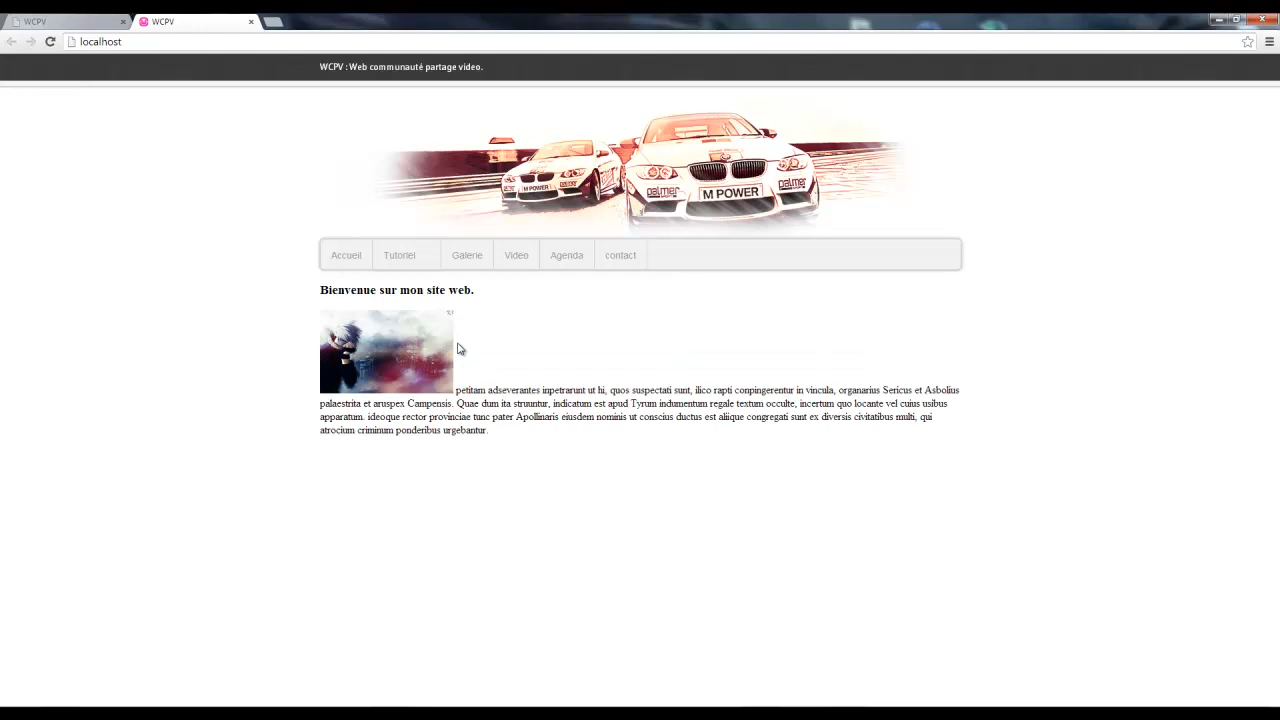 WCPV
WCPV
localhost
WCPV : Web communauté partage video.
palmer
M POWER
palmer
M POWER
Accueil Tutoriel Galerie Video Agenda contact
Bienvenue sur mon site web.
petitam adseverantes inpetrarunt ut hi, quos suspectati sunt, ilico rapti conpingerentur in vincula, organarius Sericus et Asbolius
palaestrita et aruspex Campensis. Quae dum ita struuntur, indicatum est apud Tyrum indumentum regale textum occulte, incertum quo locante vel cuius usibus
apparatum. ideoque rector provinciae tunc pater Apollinaris eiusdem nominis ut conscius ductus est aliique congregati sunt ex diversis civitatibus multi, qui
atrocium criminum ponderibus urgebantur.